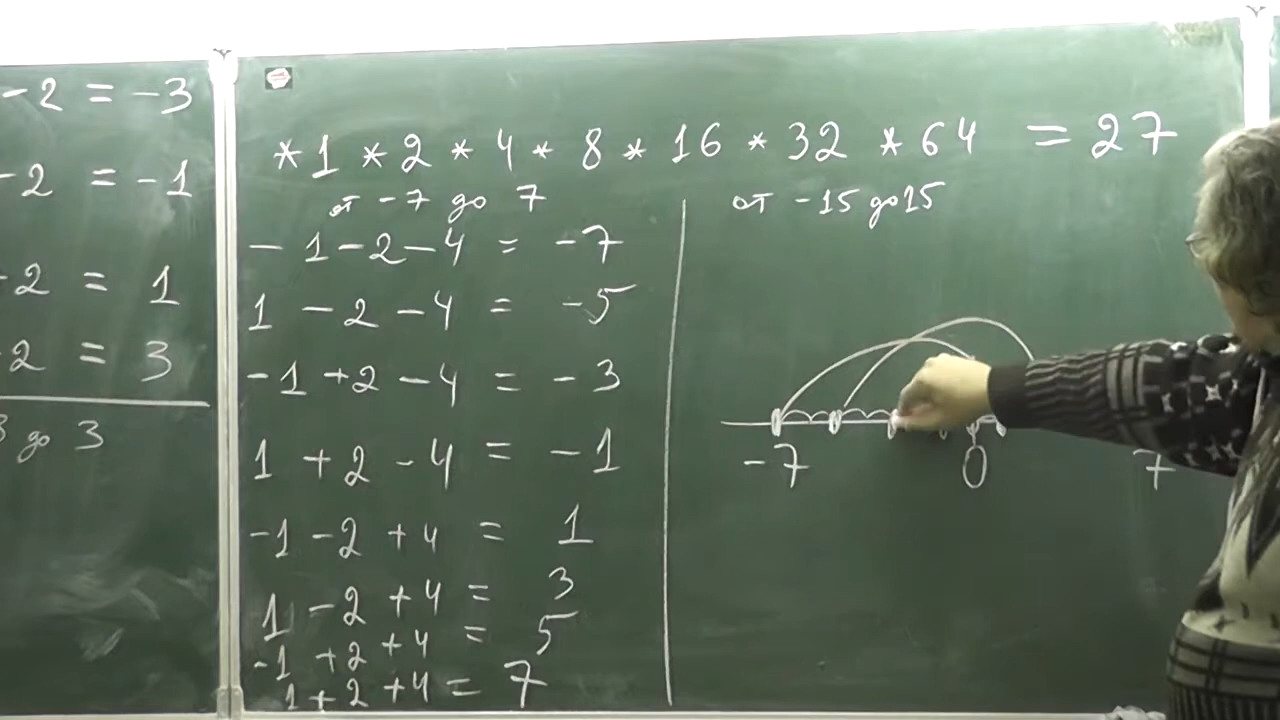 -2 = -3
-2 = -1
-2 = 1
2 = 3
3 до 3
*1 *2 * 4 * 8 * 16 * 32 * 64 = 27
от -7 до 7
- 1 - 2 - 4 = -7
1 - 2 - 4 = -5
-1 +2 - 4 = - 3
1 + 2 - 4 = -1
-1 - 2 + 4 = 1
1 - 2 + 4 = 3
-1 + 2 + 4 = 5
1 + 2 + 4 = 7
от -15 до 15
-7 0 7